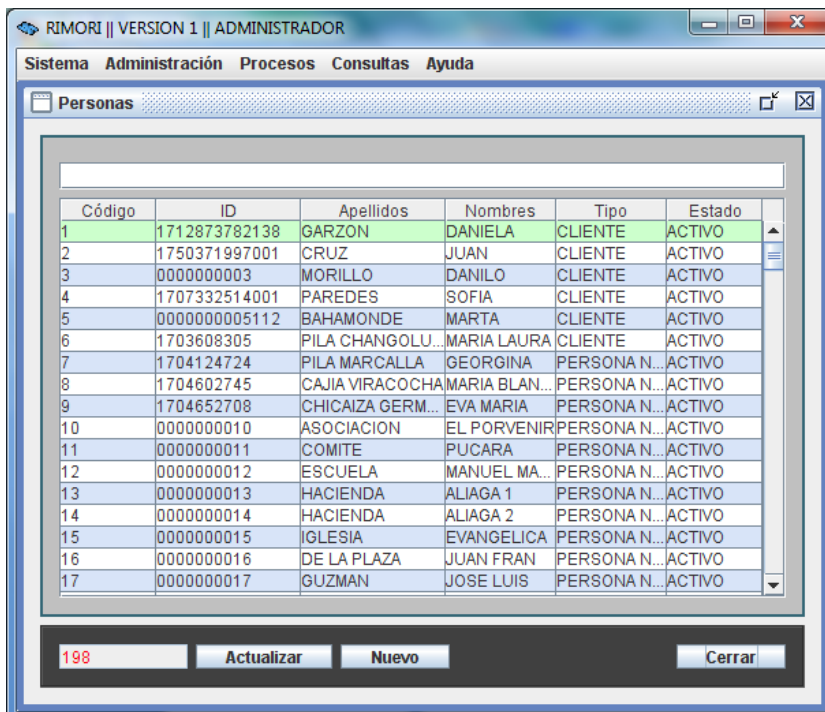 RIMORI || VERSION 1 || ADMINISTRADOR
Sistema Administración Procesos Consultas Ayuda
Personas
Código ID Apellidos Nombres Tipo Estado
1 1712873782138 GARZON DANIELA CLIENTE ACTIVO
2 1750371997001 CRUZ JUAN CLIENTE ACTIVO
3 0000000003 MORILLO DANILO CLIENTE ACTIVO
4 1707332514001 PAREDES SOFIA CLIENTE ACTIVO
5 0000000005112 BAHAMONDE MARTA CLIENTE ACTIVO
6 1703608305 PILA CHANGOLU... MARIA LAURA CLIENTE ACTIVO
7 1704124724 PILA MARCALLA GEORGINA PERSONA N... ACTIVO
8 1704602745 CAJIA VIRACOCHA MARIA BLAN... PERSONA N... ACTIVO
9 1704652708 CHICAIZA GERM... EVA MARIA PERSONA N... ACTIVO
10 0000000010 ASOCIACION EL PORVENIR PERSONA N... ACTIVO
11 0000000011 COMITE PUCARA PERSONA N... ACTIVO
12 0000000012 ESCUELA MANUEL MA... PERSONA N... ACTIVO
13 0000000013 HACIENDA ALIAGA 1 PERSONA N... ACTIVO
14 0000000014 HACIENDA ALIAGA 2 PERSONA N... ACTIVO
15 0000000015 IGLESIA EVANGELICA PERSONA N... ACTIVO
16 0000000016 DE LA PLAZA JUAN FRAN PERSONA N... ACTIVO
17 0000000017 GUZMAN JOSE LUIS PERSONA N... ACTIVO
198 Actualizar Nuevo Cerrar